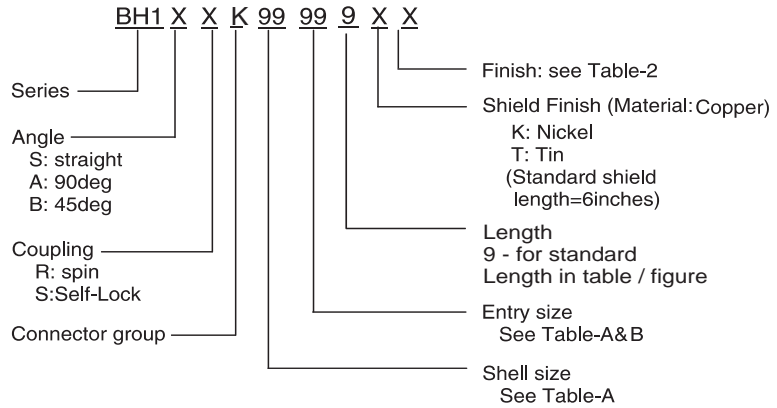 BH1 X X K 99 99 9 X X
Series
Angle
S: straight
A: 90deg
B: 45deg
Coupling
R: spin
S:Self-Lock
Connector group
Finish: see Table-2
Shield Finish (Material: Copper)
K: Nickel
T: Tin
(Standard shield
length=6inches)
Length
9 - for standard
Length in table / figure
Entry size
See Table-A&B
Shell size
See Table-A